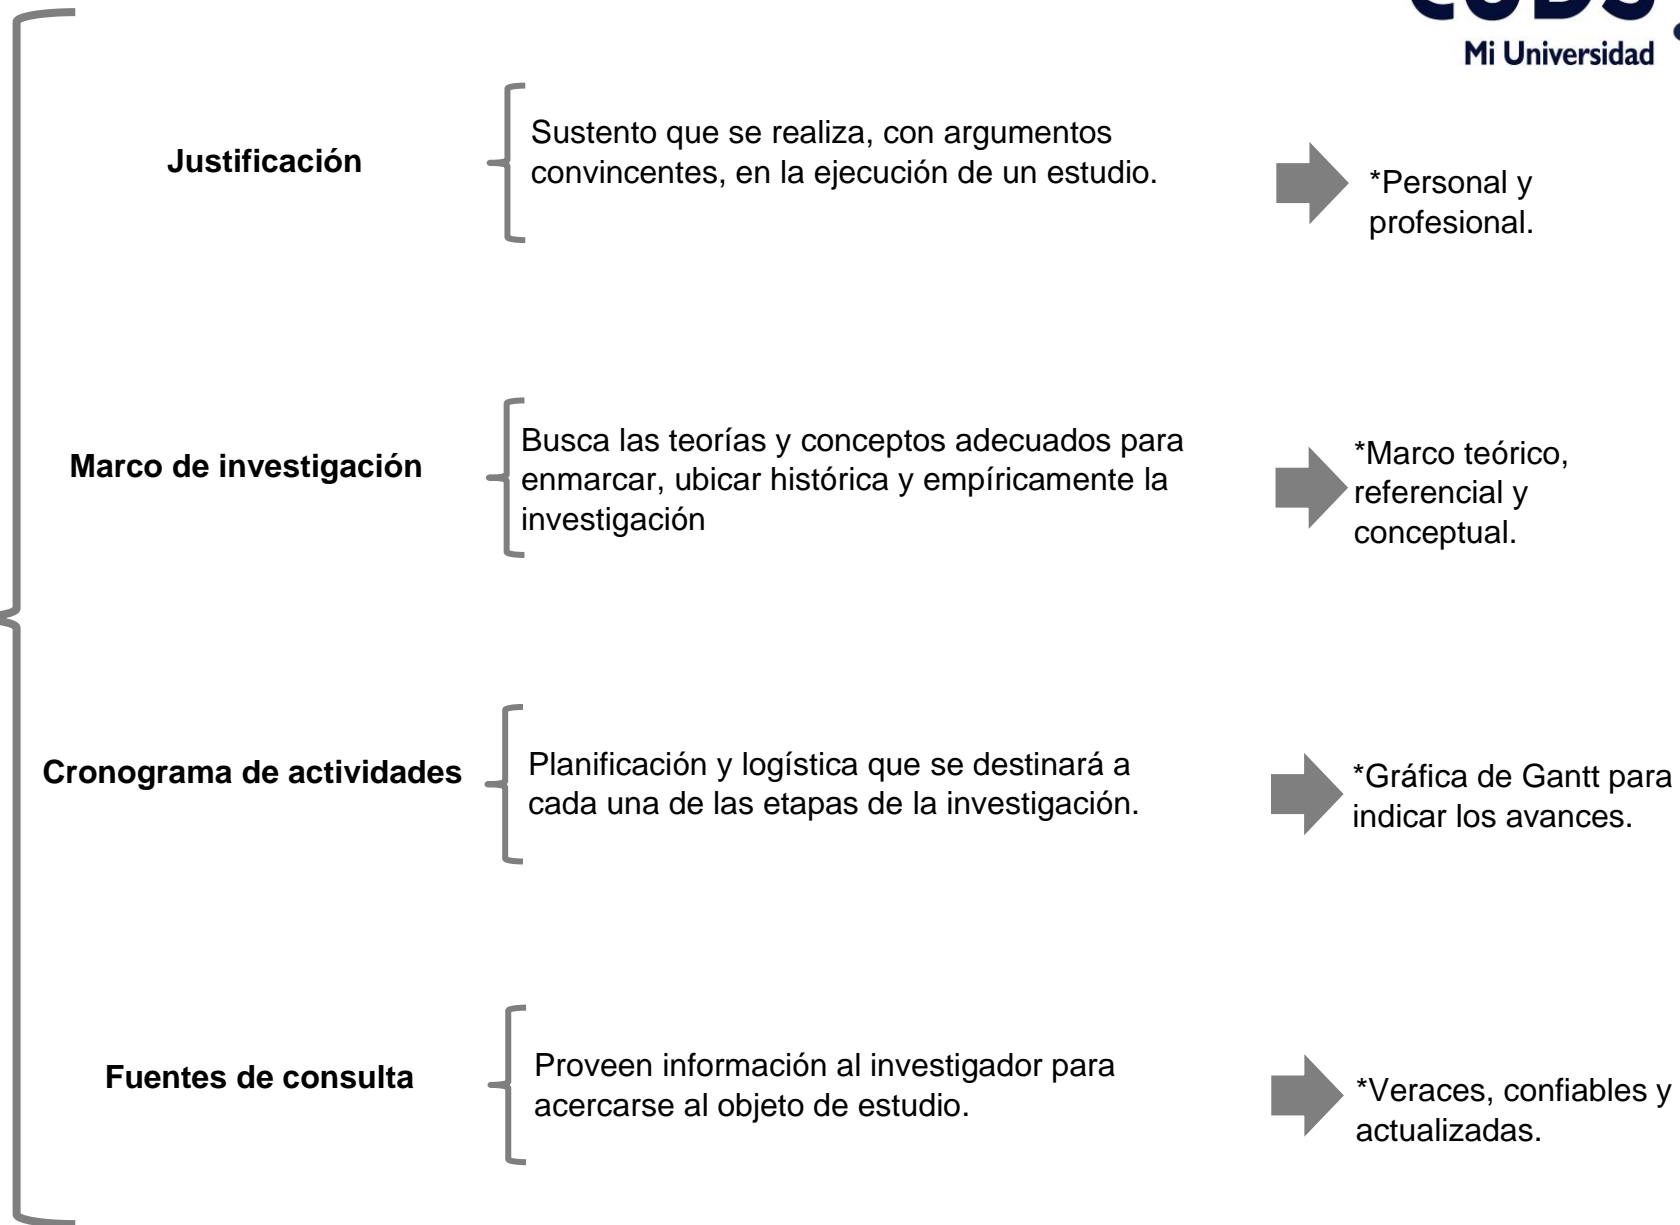 Mi Universidad
Justificación
Sustento que se realiza, con argumentos
convincentes, en la ejecución de un estudio.
*Personal y
profesional.
Marco de investigación
Busca las teorías y conceptos adecuados para
enmarcar, ubicar histórica y empíricamente la
investigación
*Marco teórico,
referencial y
conceptual.
Cronograma de actividades
Planificación y logística que se destinará a
cada una de las etapas de la investigación.
*Gráfica de Gantt para
indicar los avances.
Fuentes de consulta
Proveen información al investigador para
acercarse al objeto de estudio.
*Veraces, confiables y
actualizadas.